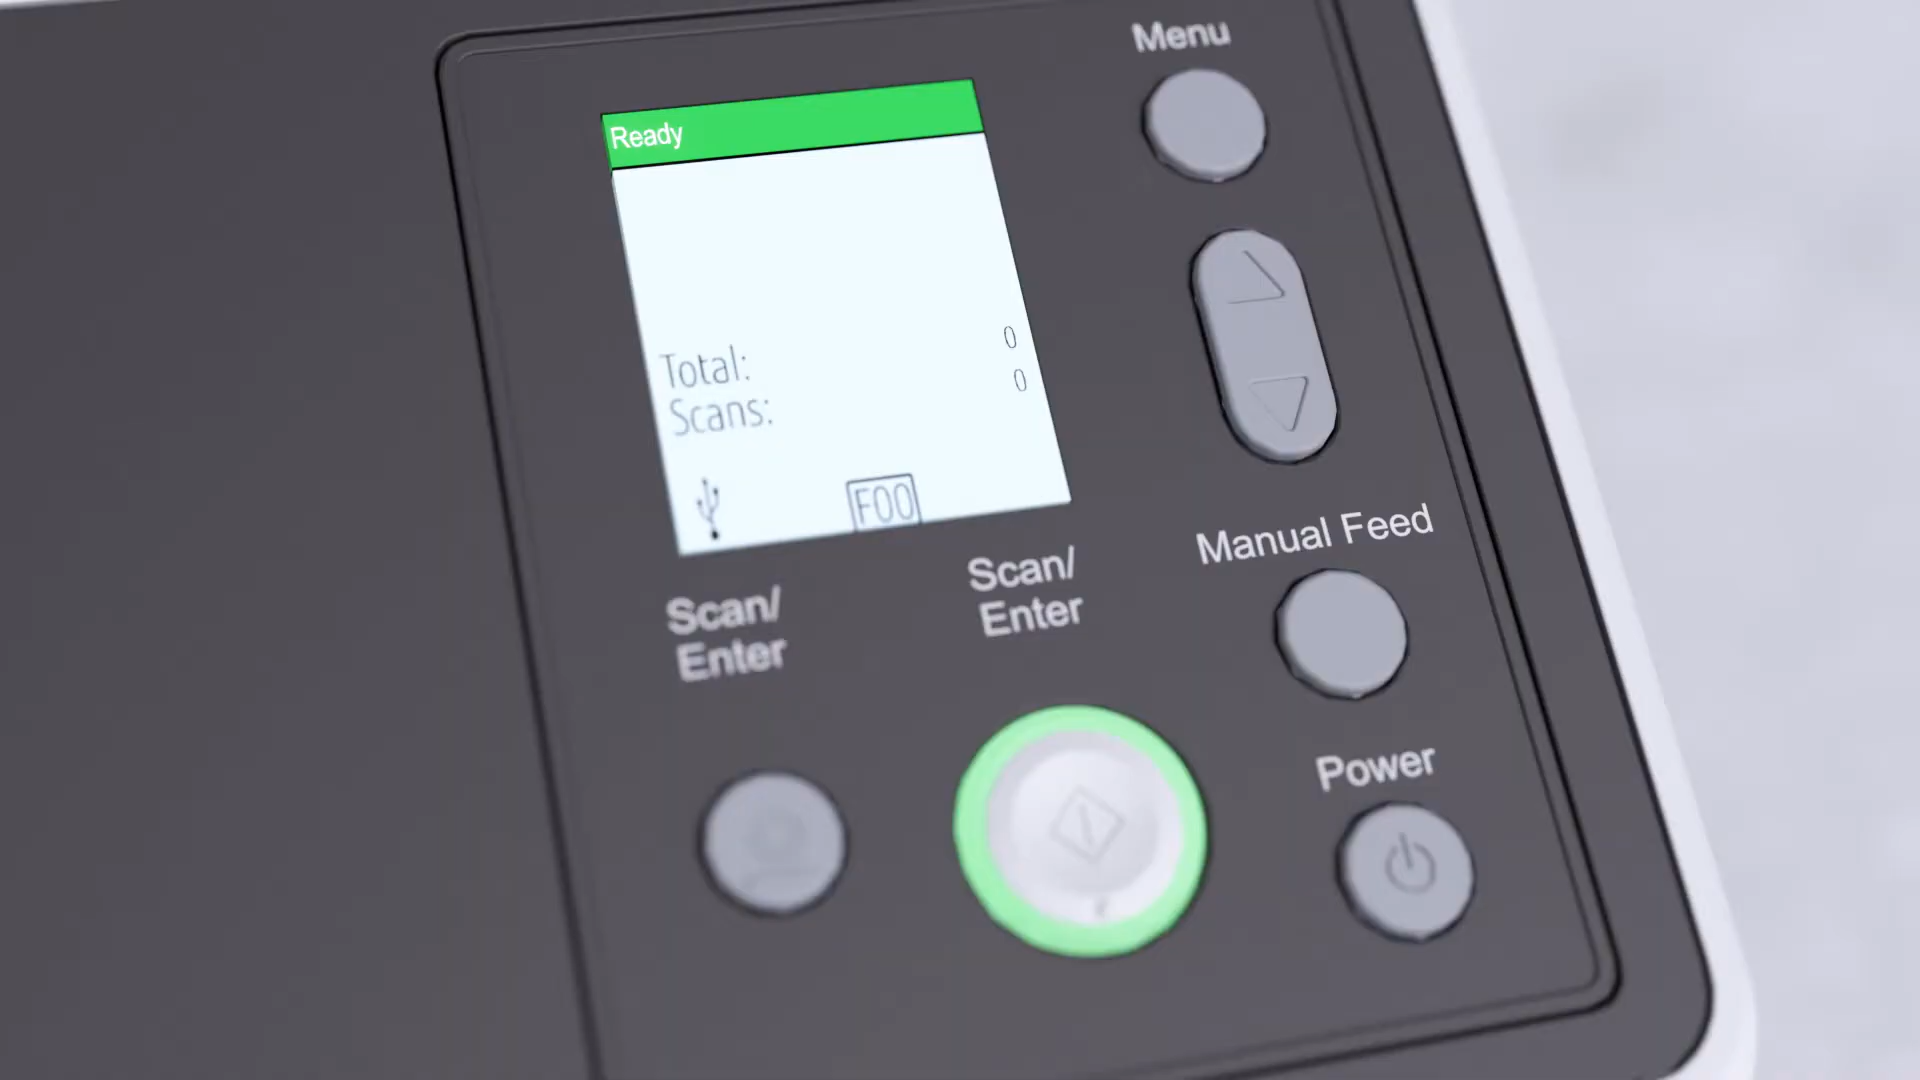 Menu
Ready
Total: 0
Scans: 0
F00
Manual Feed
Scan/
Enter
Scan/
Enter
Power